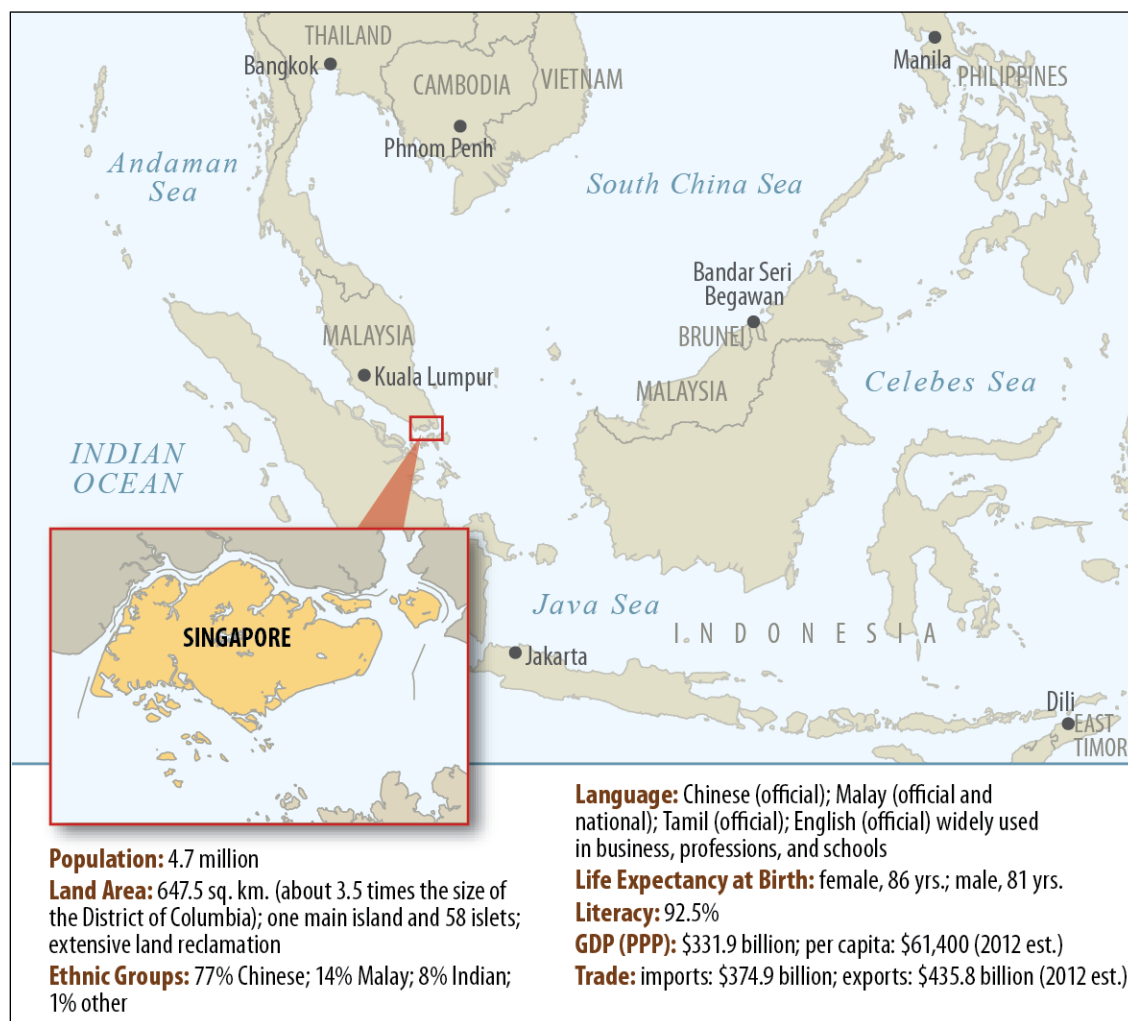 THAILAND
Bangkok
CAMBODIA
VIETNAM
Phnom Penh
Manila
PHILIPPINES
Andaman
Sea
South China Sea
Bandar Seri
Begawan
BRUNEI
MALAYSIA
Kuala Lumpur
MALAYSIA
Celebes Sea
INDIAN
OCEAN
Java Sea
INDONESIA
SINGAPORE
Jakarta
Dili
EAST
TIMOR
Population: 4.7 million
Land Area: 647.5 sq. km. (about 3.5 times the size of
the District of Columbia); one main island and 58 islets;
extensive land reclamation
Ethnic Groups: 77% Chinese; 14% Malay; 8% Indian;
1% other
Language: Chinese (official); Malay (official and
national); Tamil (official); English (official) widely used
in business, professions, and schools
Life Expectancy at Birth: female, 86 yrs.; male, 81 yrs.
Literacy: 92.5%
GDP (PPP): $331.9 billion; per capita: $61,400 (2012 est.)
Trade: imports: $374.9 billion; exports: $435.8 billion (2012 est.)